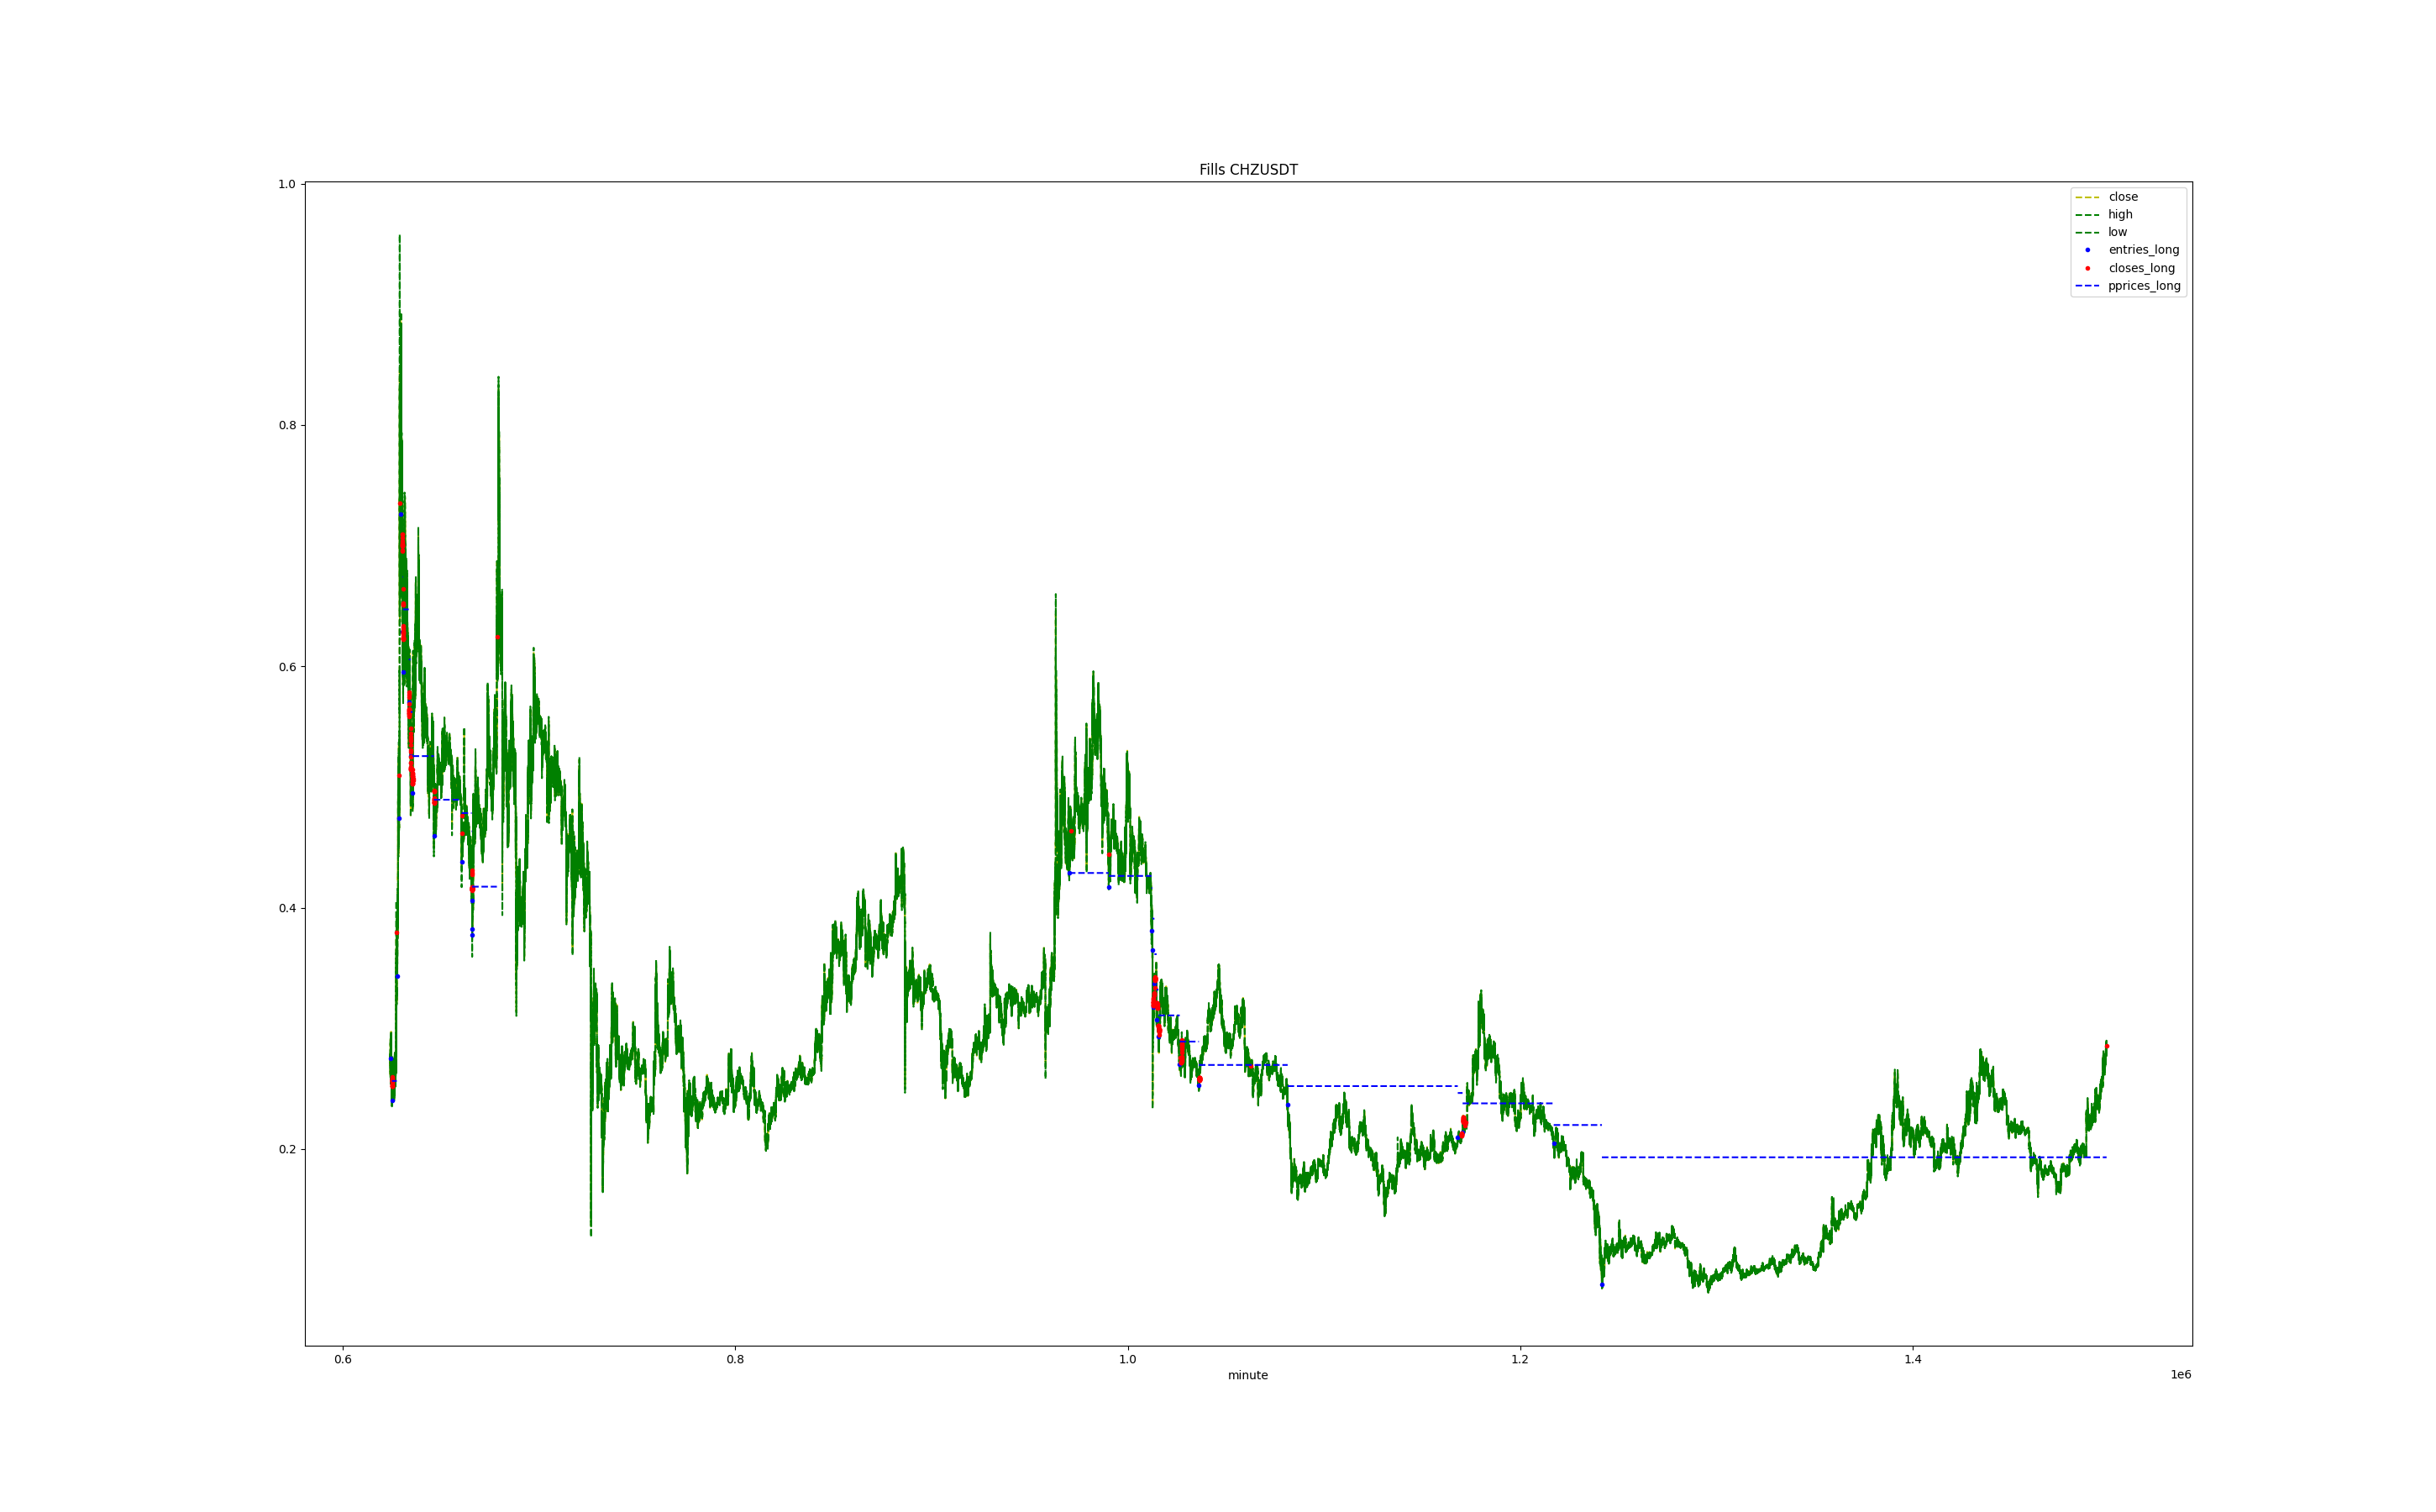 Fills CHZUSDT
1.0
0.8
0.6
0.4
0.2
close
high
low
entries_long
closes_long
pprices_long
0.6 0.8 1.0 1.2 1.4
minute
1e6